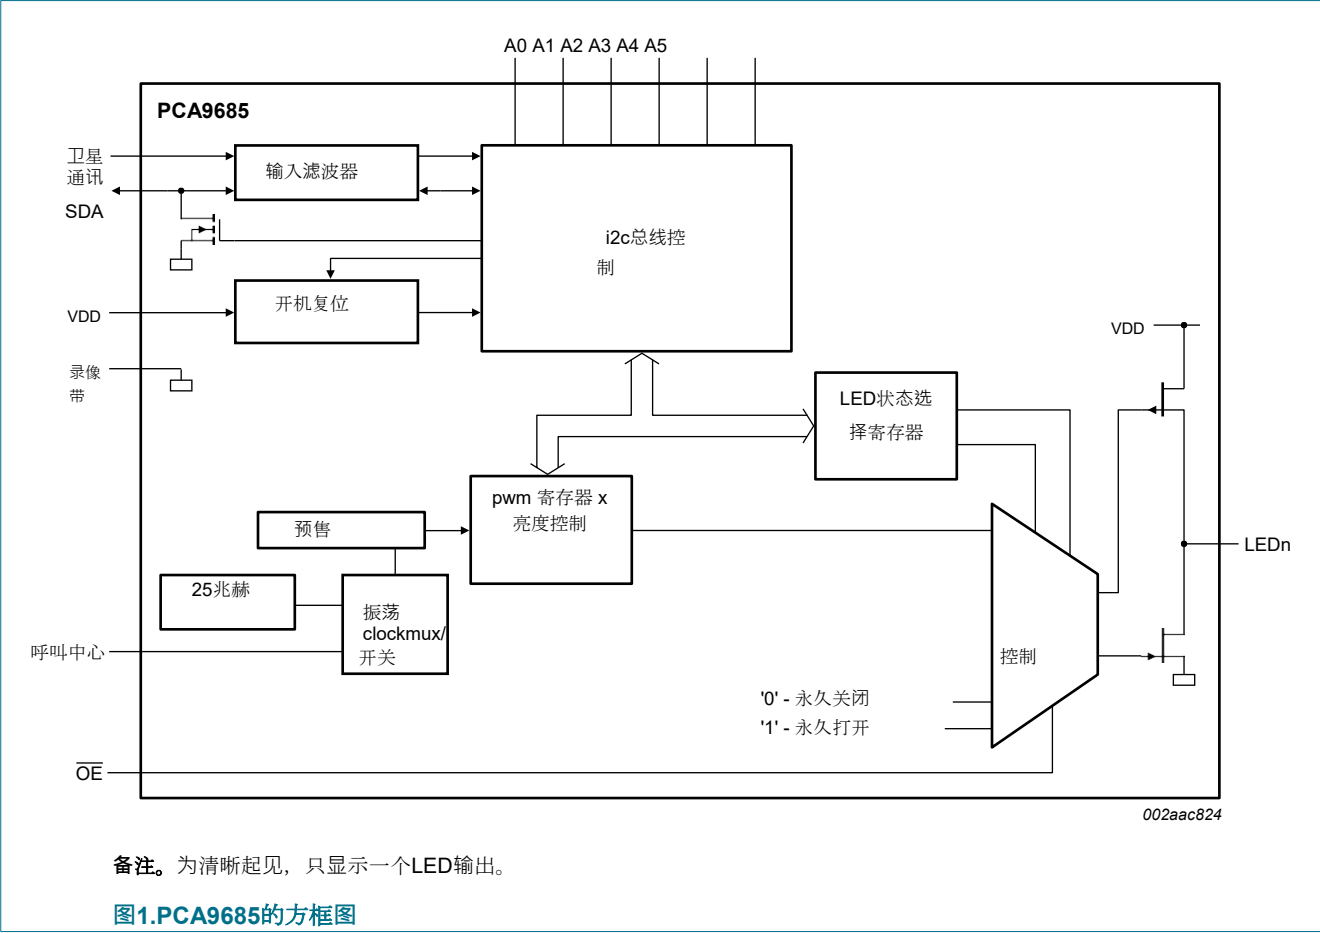 A0 A1 A2 A3 A4 A5
PCA9685
卫星
通讯
SDA
输入滤波器
i2c总线控
制
开机复位
VDD
录像
带
VDD
LED状态选
择寄存器
pwm 寄存器 x
亮度控制
预售
25兆赫
振荡
clockmux/
开关
呼叫中心
LEDn
控制
'0' - 永久关闭
'1' - 永久打开
OE
002aac824
备注。为清晰起见，只显示一个LED输出。
图1.PCA9685的方框图